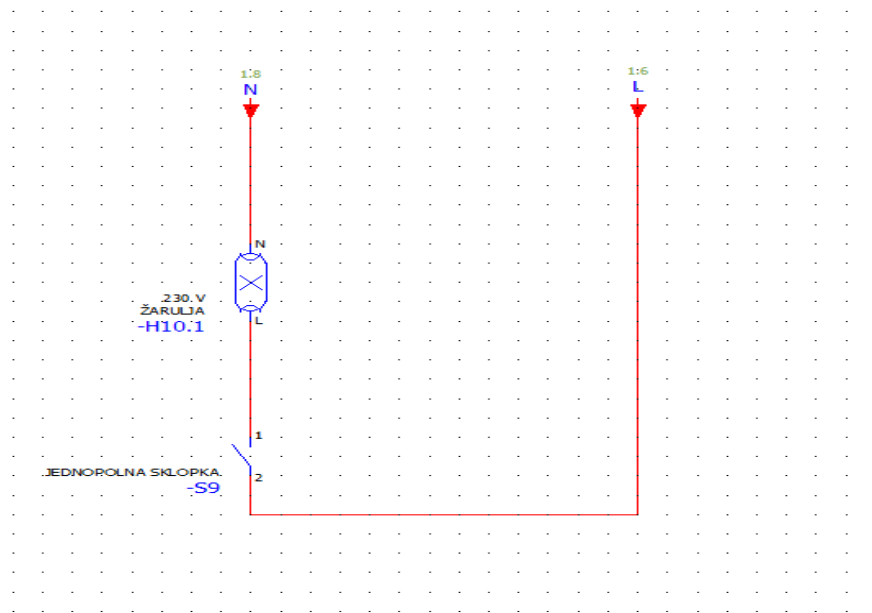 1:8
N
1:6
L
N
230 V
ŽARULJA
-H10.1
L
1
JEDNOPOLNA SKLOPKA
-S9
2